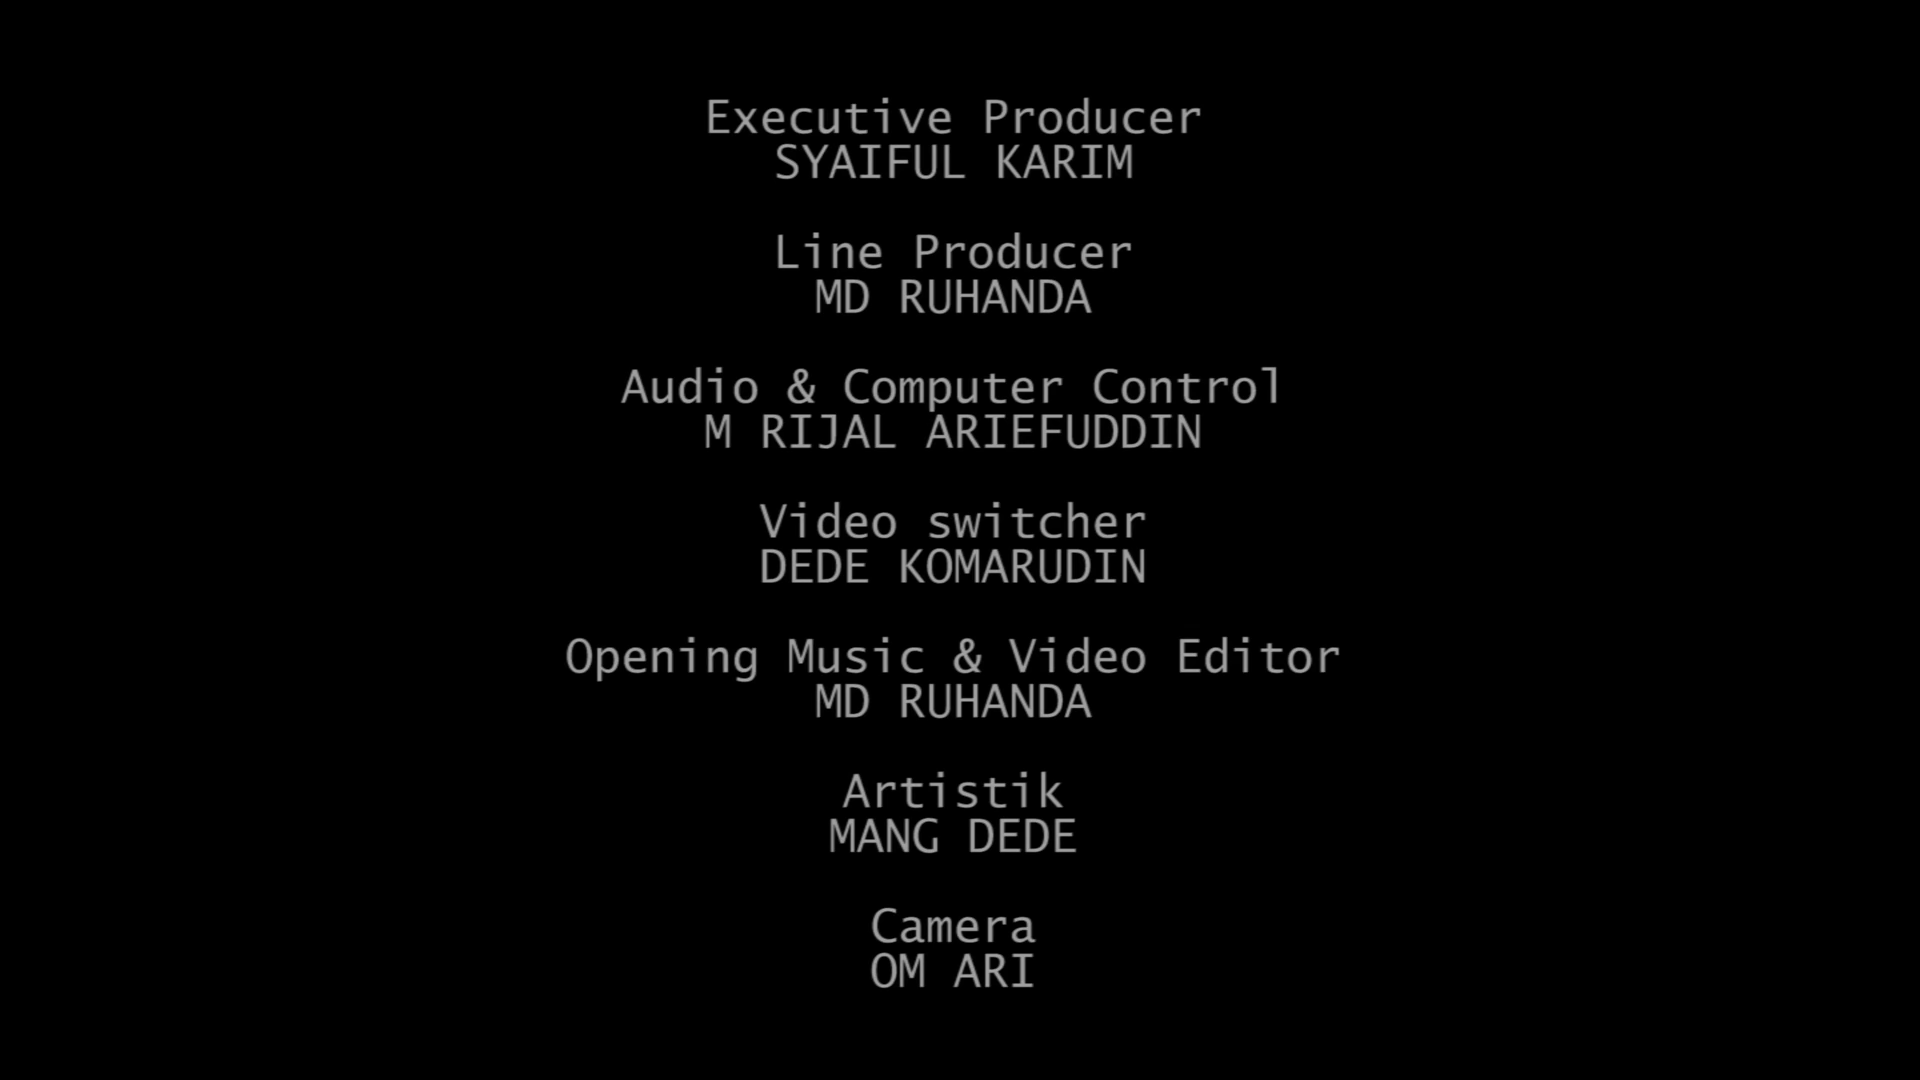 Executive Producer
SYAIFUL KARIM
Line Producer
MD RUHANDA
Audio & Computer Control
M RIJAL ARIEFUDDIN
Video switcher
DEDE KOMARUDIN
Opening Music & Video Editor
MD RUHANDA
Artistik
MANG DEDE
Camera
OM ARI